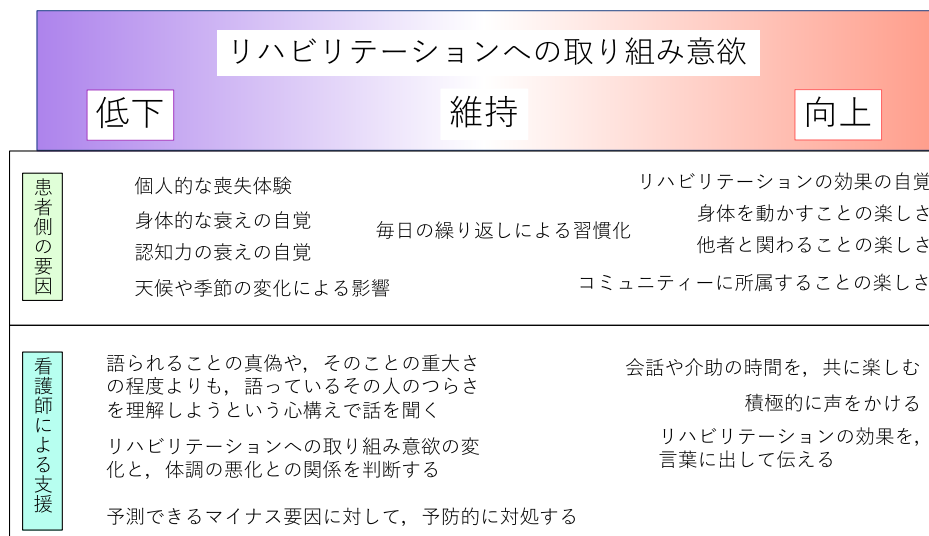 リハビリテーションへの取り組み意欲
低下
維持
向上
患者側の要因
個人的な喪失体験
身体的な衰えの自覚
認知力の衰えの自覚
天候や季節の変化による影響
毎日の繰り返しによる習慣化
リハビリテーションの効果の自覚
身体を動かすことの楽しさ
他者と関わることの楽しさ
コミュニティーに所属することの楽しさ
看護師による支援
語られることの真偽や，そのことの重大さ
の程度よりも，語っているその人のつらさ
を理解しようという心構えで話を聞く
リハビリテーションへの取り組み意欲の変
化と，体調の悪化との関係を判断する
予測できるマイナス要因に対して，予防的に対処する
会話や介助の時間を，共に楽しむ
積極的に声をかける
リハビリテーションの効果を，
言葉に出して伝える